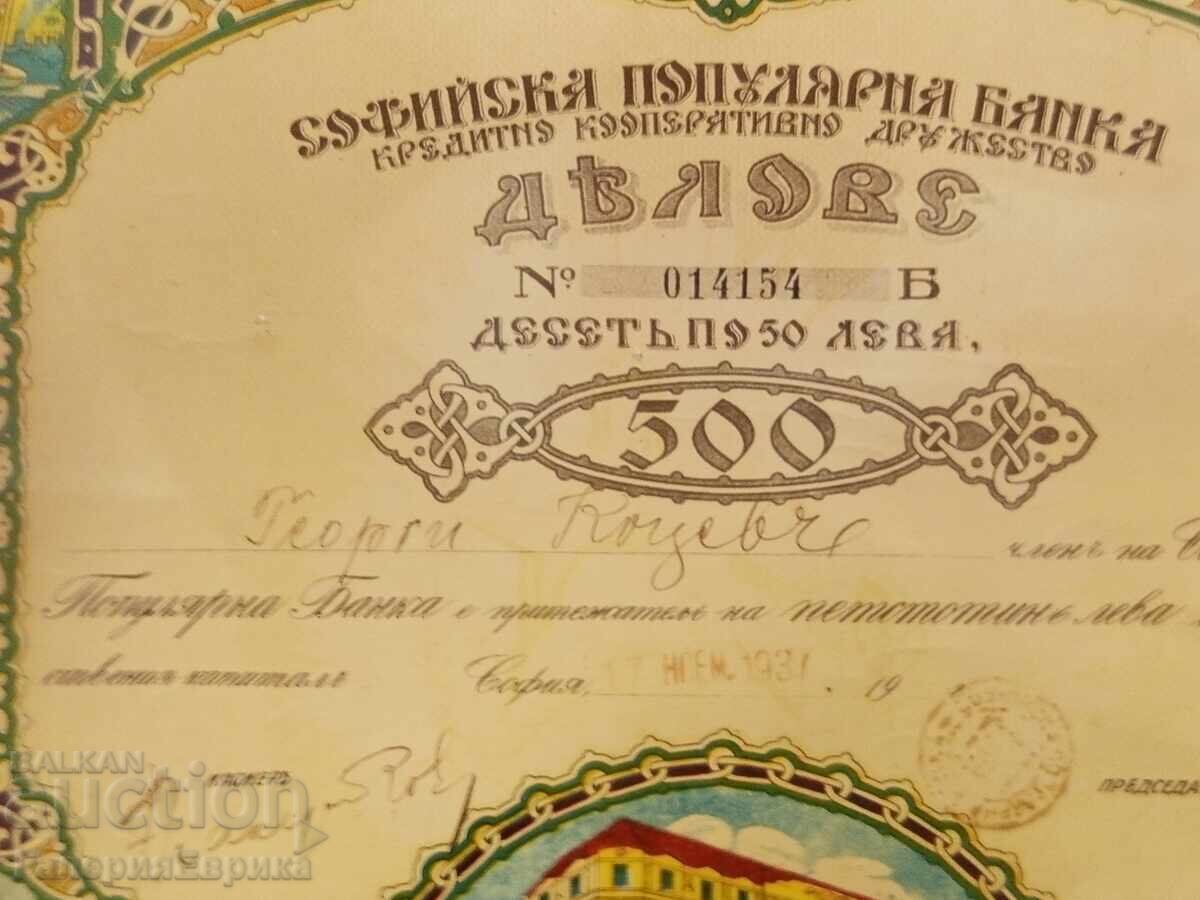 СОФИЙСКА ПОПУЛЯРНА БАНКА
КРЕДИТНО КООПЕРАТИВНО ДРУЖЕСТВО
ДѢЛОВЕ
№ 014154 Б
ДЕСЕТЬ ПО 50 ЛЕВА,
500
Георги Коцевъ членъ на
Популярна Банка е притежатель на петстотинъ лева
ствения капиталъ София, 17 НОЕМ. 1937 . 19
ПРЕДСЕДА
BALKAN
auction
ГалерияЕврика